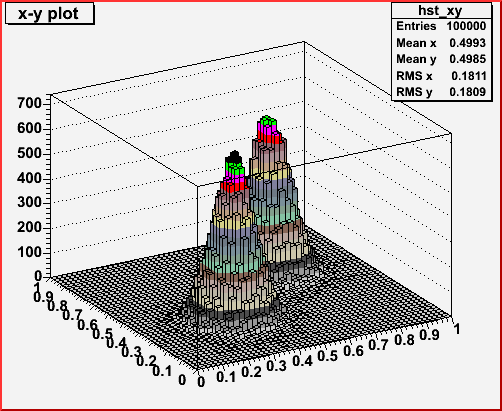 x-y plot
hst_xy
Entries 100000
Mean x 0.4993
Mean y 0.4985
RMS x 0.1811
RMS y 0.1809
700
600
500
400
300
200
100
0
1
0.9
0.8
0.7
0.6
0.5
0.4
0.3
0.2
0.1
0
0 0.1 0.2 0.3 0.4 0.5 0.6 0.7 0.8 0.9 1